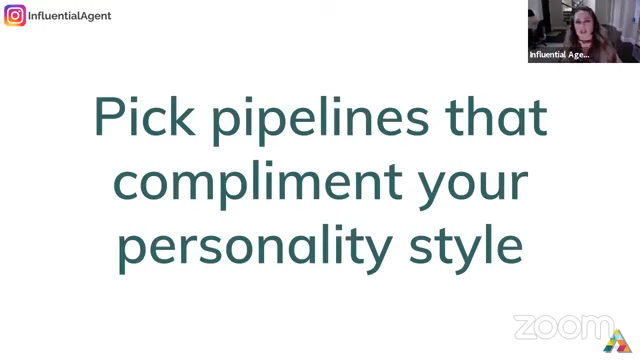 InfluentialAgent
Influential Age...
Pick pipelines that
compliment your
personality style
zoom